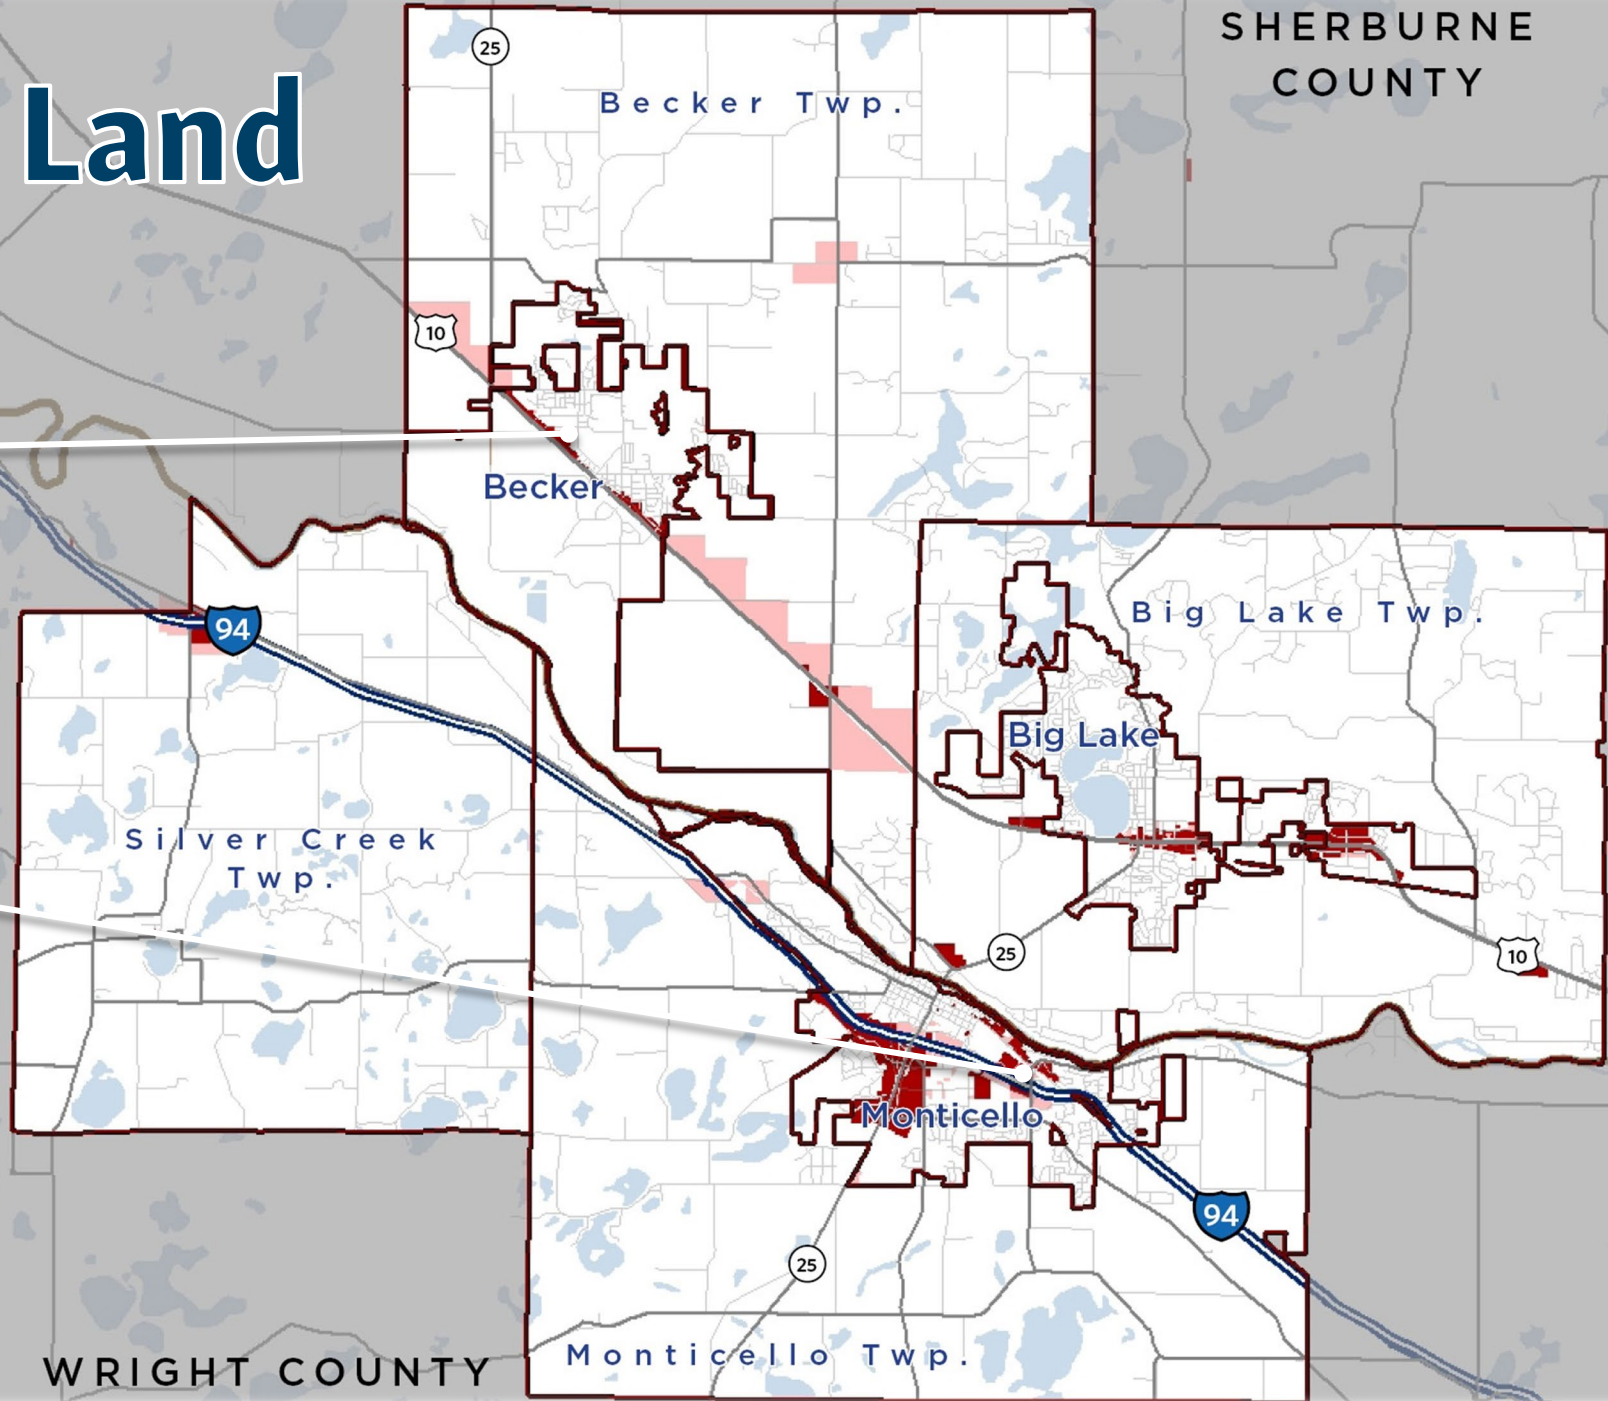 SHERBURNE
COUNTY
25
Land
Becker Twp.
10
Becker
94
Big Lake Twp.
Big Lake
Silver Creek
Twp.
25
10
Monticello
94
25
Monticello Twp.
WRIGHT COUNTY